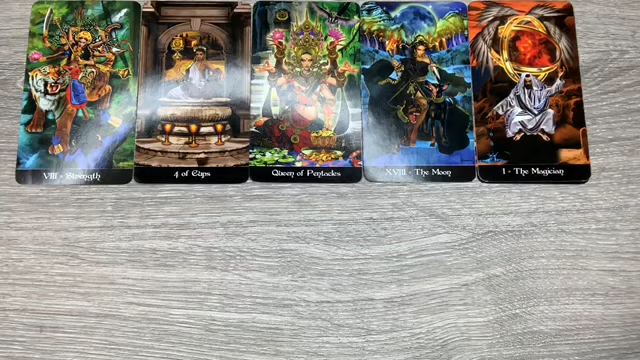 VIII - Strength
4 of Cups
Queen of Pentacles
XVIII - The Moon
I - The Magician